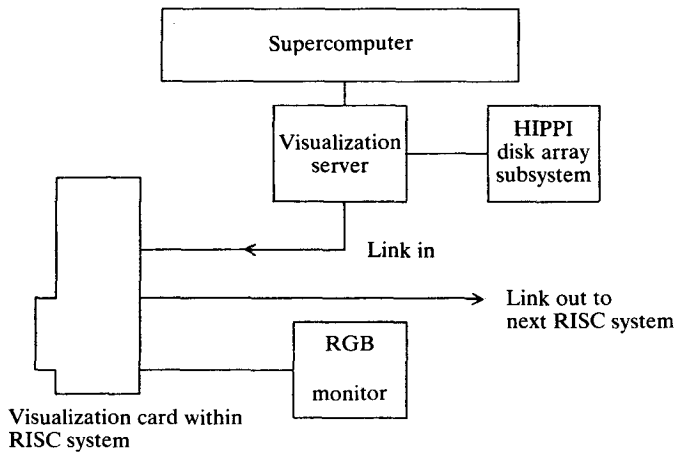 Supercomputer
Visualization
server
HIPPI
disk array
subsystem
Link in
Link out to
next RISC system
RGB
monitor
Visualization card within
RISC system